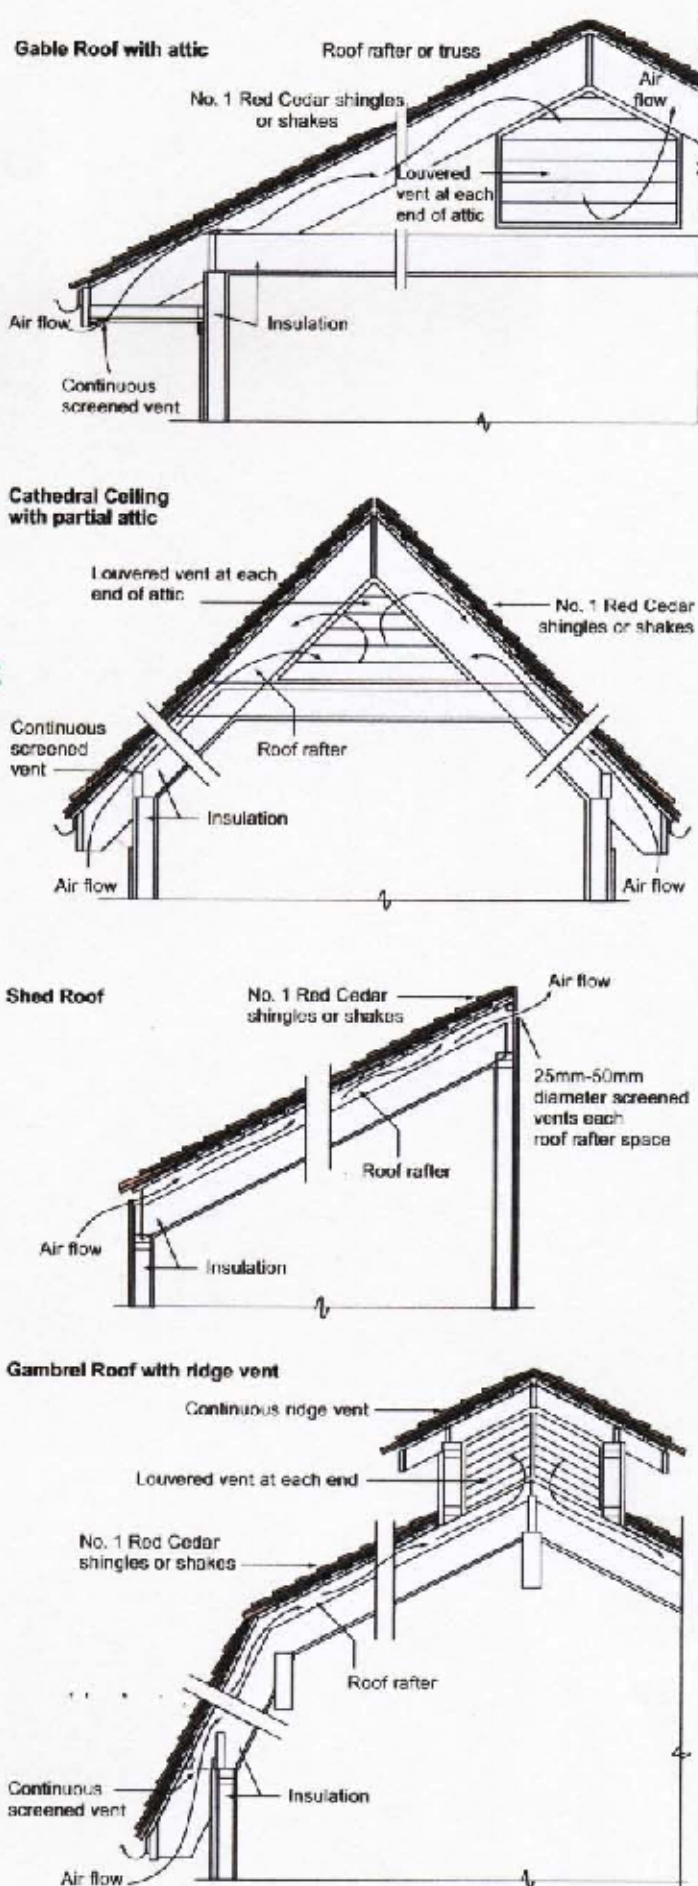 Gable Roof with attic
Roof rafter or truss
Air
flow
No. 1 Red Cedar shingles
or shakes
Louvered
vent at each
end of attic
Air flow
Insulation
Continuous
screened vent
Cathedral Ceiling
with partial attic
Louvered vent at each
end of attic
No. 1 Red Cedar
shingles or shakes
Continuous
screened
vent
Roof rafter
Insulation
Air flow
Air flow
Shed Roof
No. 1 Red Cedar
shingles or shakes
Air flow
25mm-50mm
diameter screened
vents each
roof rafter space
Roof rafter
Air flow
Insulation
Gambrel Roof with ridge vent
Continuous ridge vent
Louvered vent at each end
No. 1 Red Cedar
shingles or shakes
Roof rafter
Continuous
screened vent
Insulation
Air flow